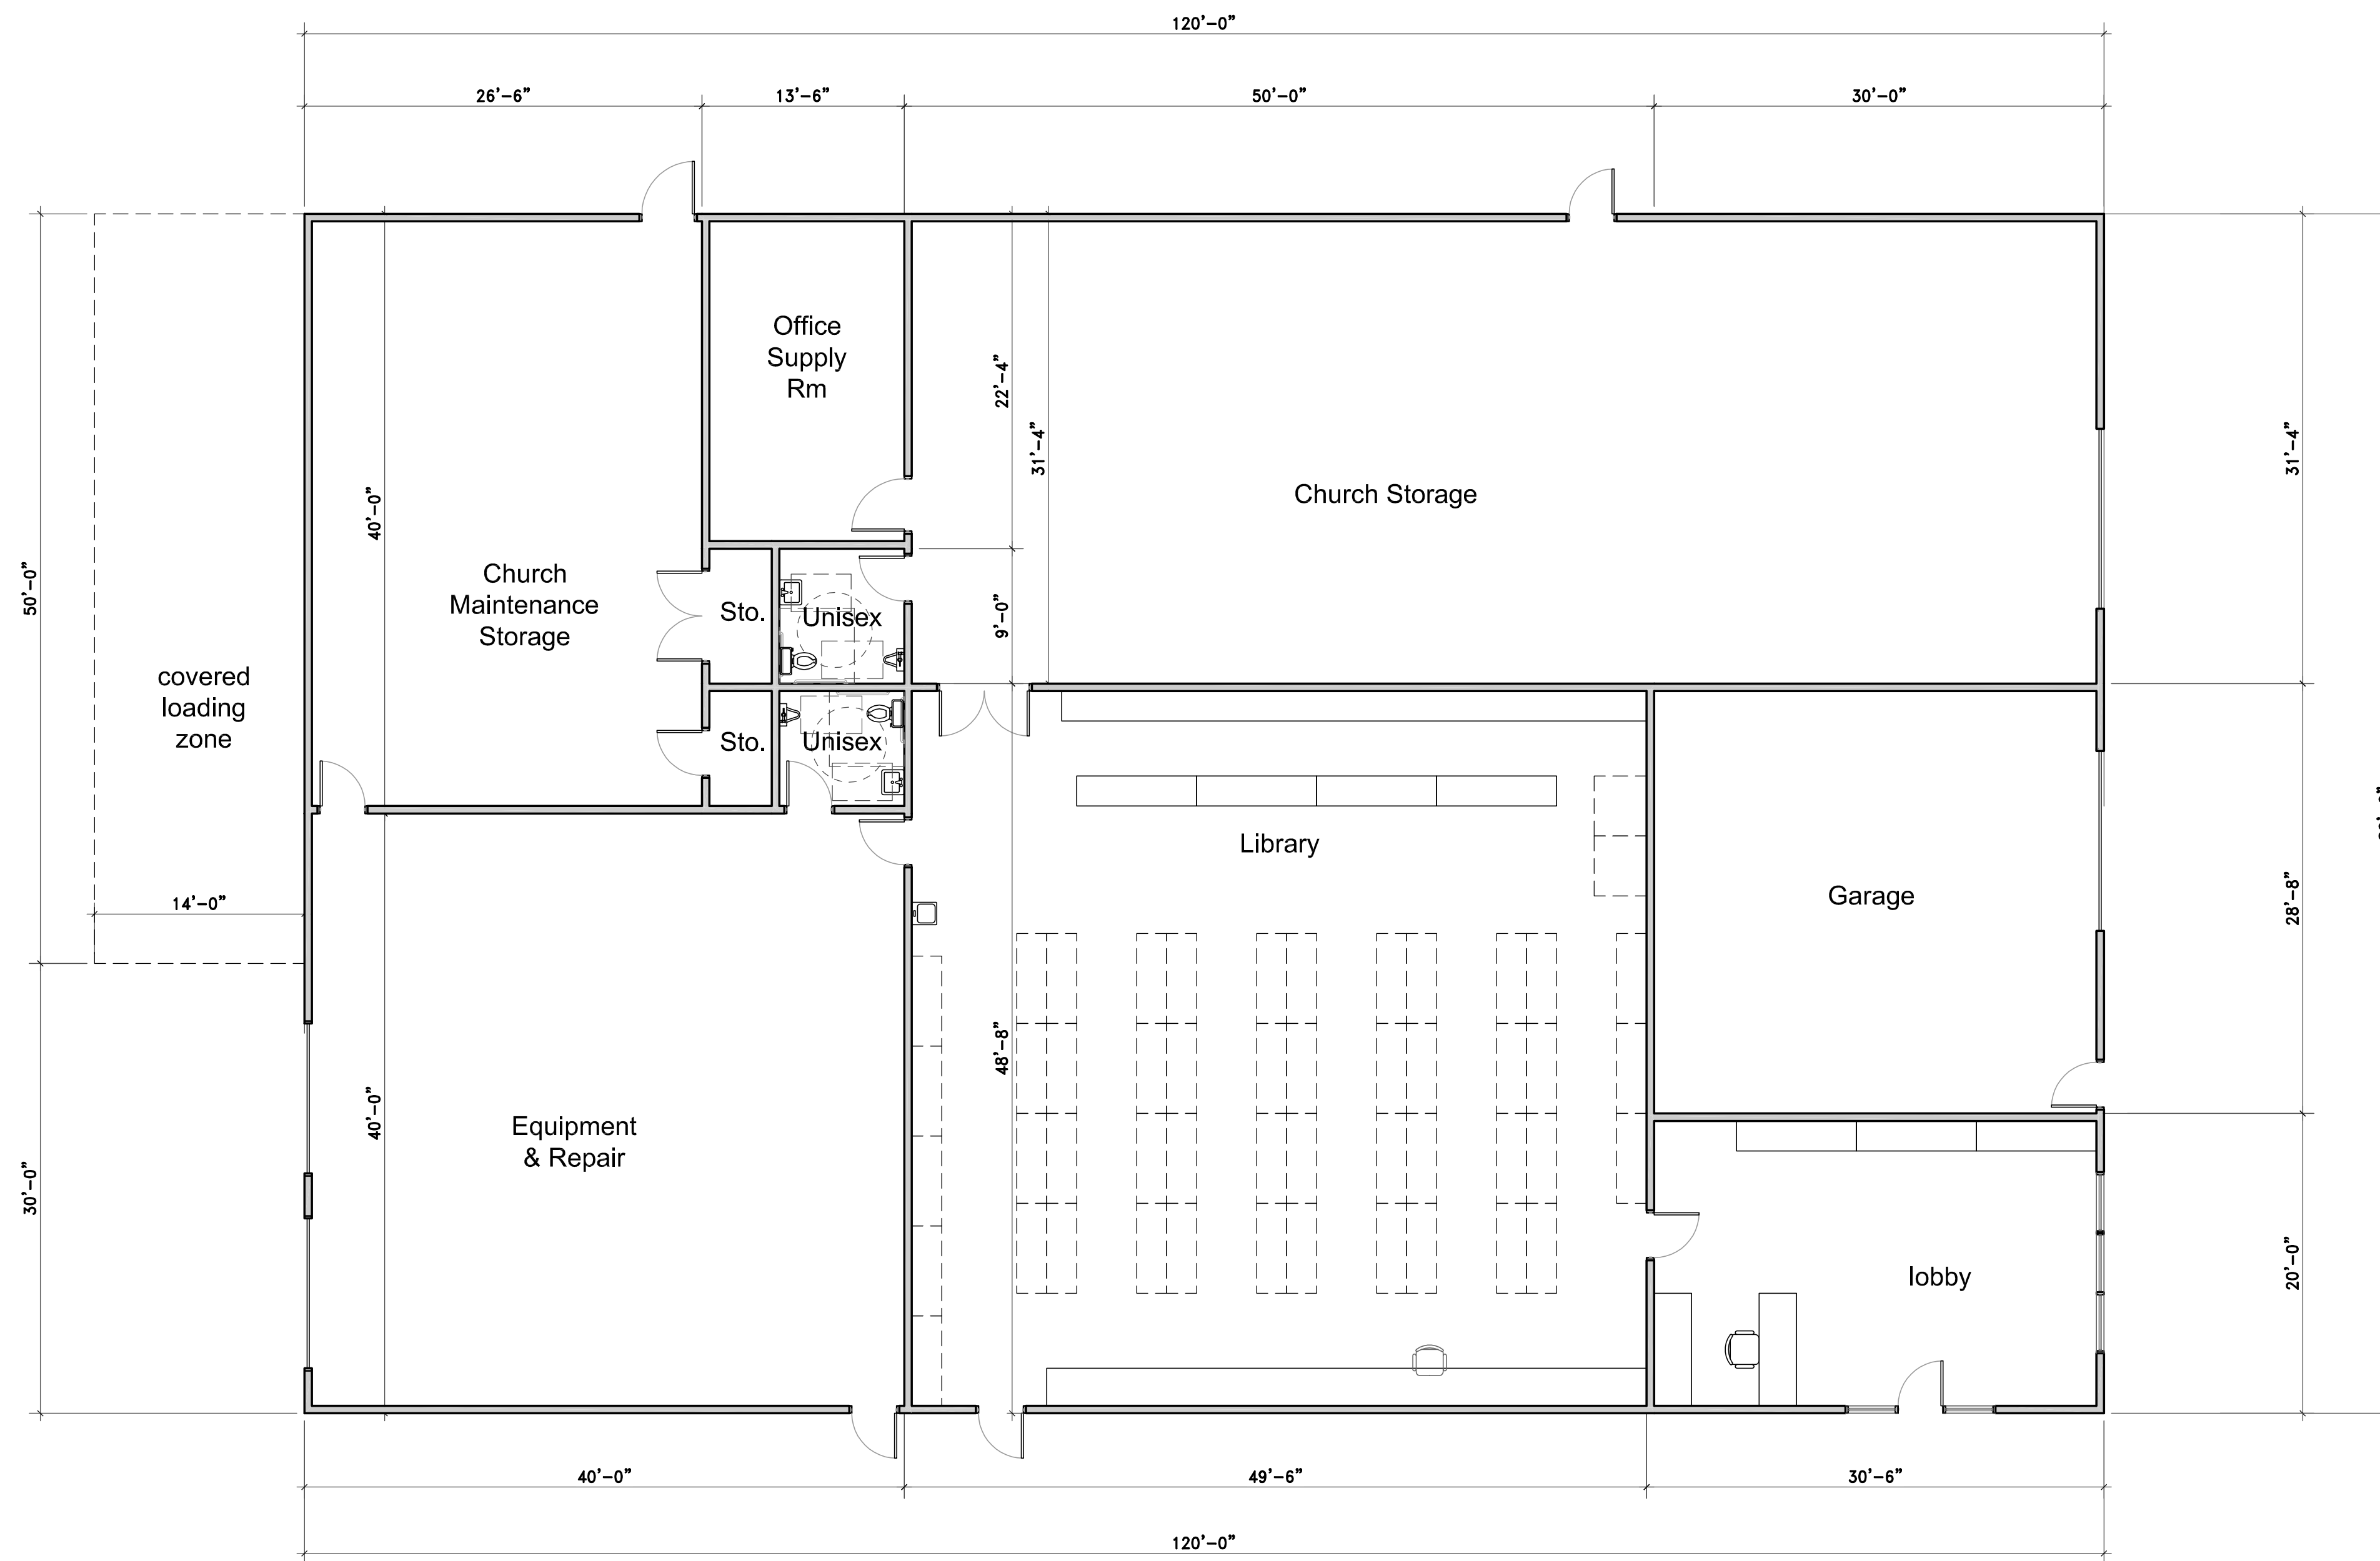 120'-0"
26'-6"
13'-6"
50'-0"
30'-0"
Office
Supply
Rm
22'-4"
31'-4"
31'-4"
Church Storage
40'-0"
50'-0"
Church
Maintenance
Storage
Sto.
Unisex
9'-0"
covered
loading
zone
Sto.
Unisex
Library
Garage
28'-8"
14'-0"
48'-8"
40'-0"
Equipment
& Repair
30'-0"
lobby
20'-0"
40'-0"
49'-6"
30'-6"
120'-0"